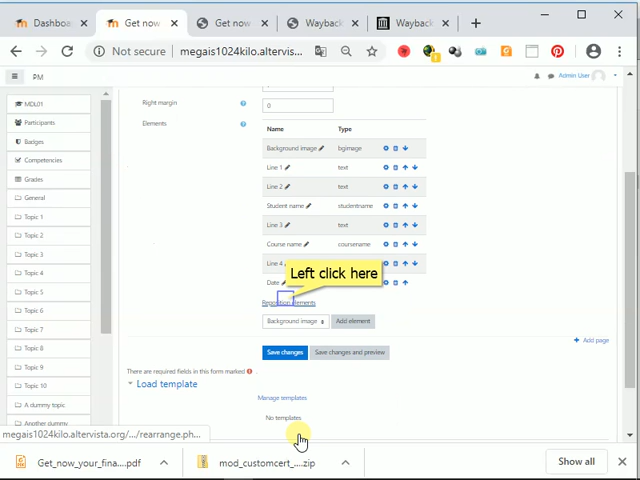 Dashboa
Get now
Get now
Wayback
Wayback
Not secure
megais1024kilo.altervis...
PM
Admin User
MDL01
Participants
Badges
Competencies
Grades
General
Topic 1
Topic 2
Topic 3
Topic 4
Topic 5
Topic 6
Topic 7
Topic 8
Topic 9
Topic 10
A dummy topic
Another dummy
Right margin
0
Elements
Name Type
Background image bgimage
Line 1 text
Line 2 text
Student name studentname
Line 3 text
Course name coursename
Line 4
Date
Left click here
Reposition elements
Background image Add element
Add page
Save changes Save changes and preview
There are required fields in this form marked
Load template
Manage templates
No templates
megais1024kilo.altervista.org/.../rearrange.ph...
Get_now_your_fina....pdf
mod_customcert_....zip
Show all